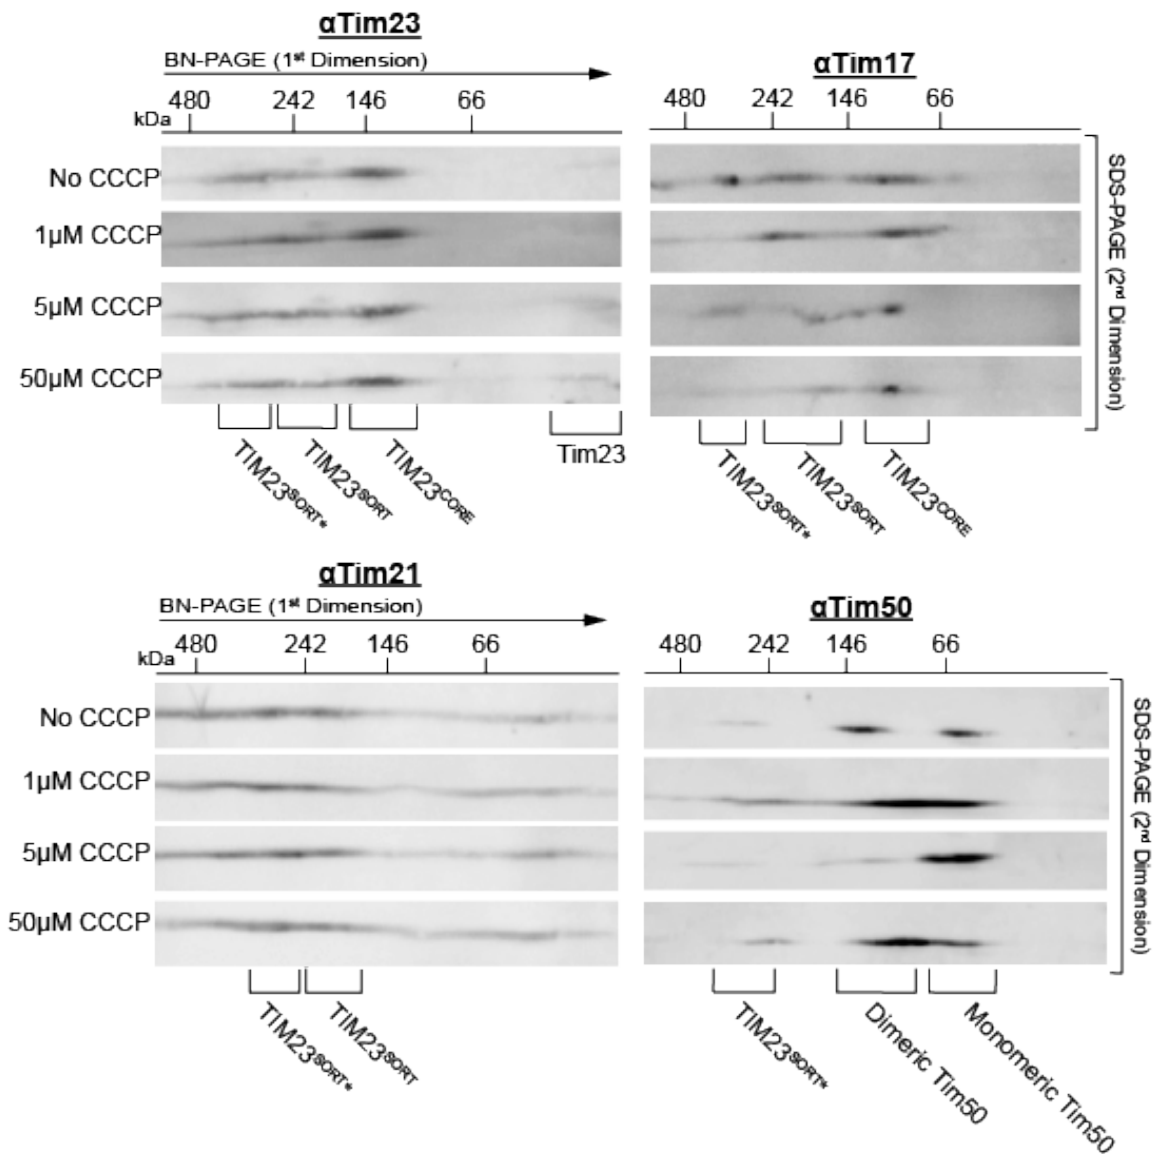 αTim23
BN-PAGE (1st Dimension)
kDa 480 242 146 66
No CCCP
1µM CCCP
5µM CCCP
50µM CCCP
TIM23SORT*
TIM23SORT
TIM23CORE
Tim23
αTim17
480 242 146 66
SDS-PAGE (2nd Dimension)
TIM23SORT*
TIM23SORT
TIM23CORE
αTim21
BN-PAGE (1st Dimension)
kDa 480 242 146 66
No CCCP
1µM CCCP
5µM CCCP
50µM CCCP
TIM23SORT*
TIM23SORT
αTim50
480 242 146 66
SDS-PAGE (2nd Dimension)
TIM23SORT*
Dimeric Tim50
Monomeric Tim50